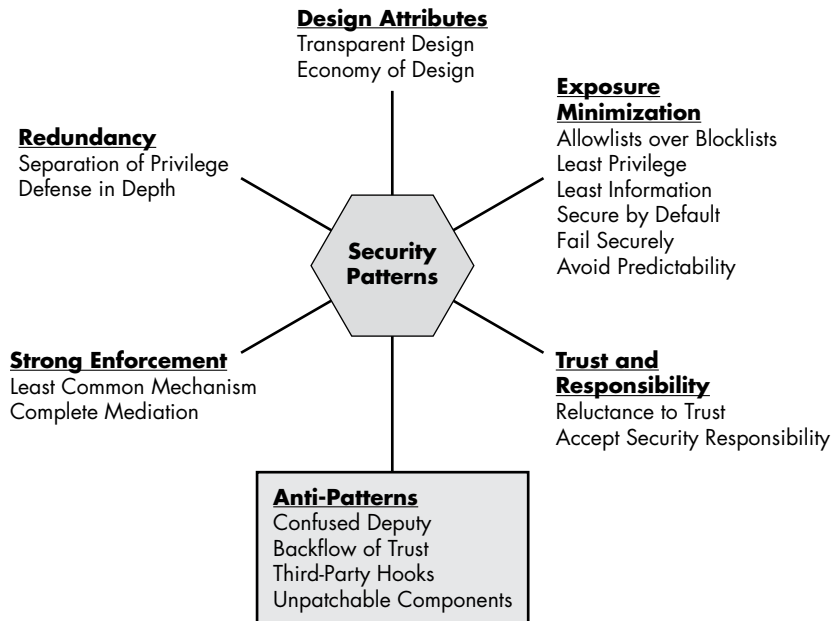 Design Attributes
Transparent Design
Economy of Design
Exposure
Minimization
Allowlists over Blocklists
Least Privilege
Least Information
Secure by Default
Fail Securely
Avoid Predictability
Redundancy
Separation of Privilege
Defense in Depth
Security
Patterns
Strong Enforcement
Least Common Mechanism
Complete Mediation
Trust and
Responsibility
Reluctance to Trust
Accept Security Responsibility
Anti-Patterns
Confused Deputy
Backflow of Trust
Third-Party Hooks
Unpatchable Components